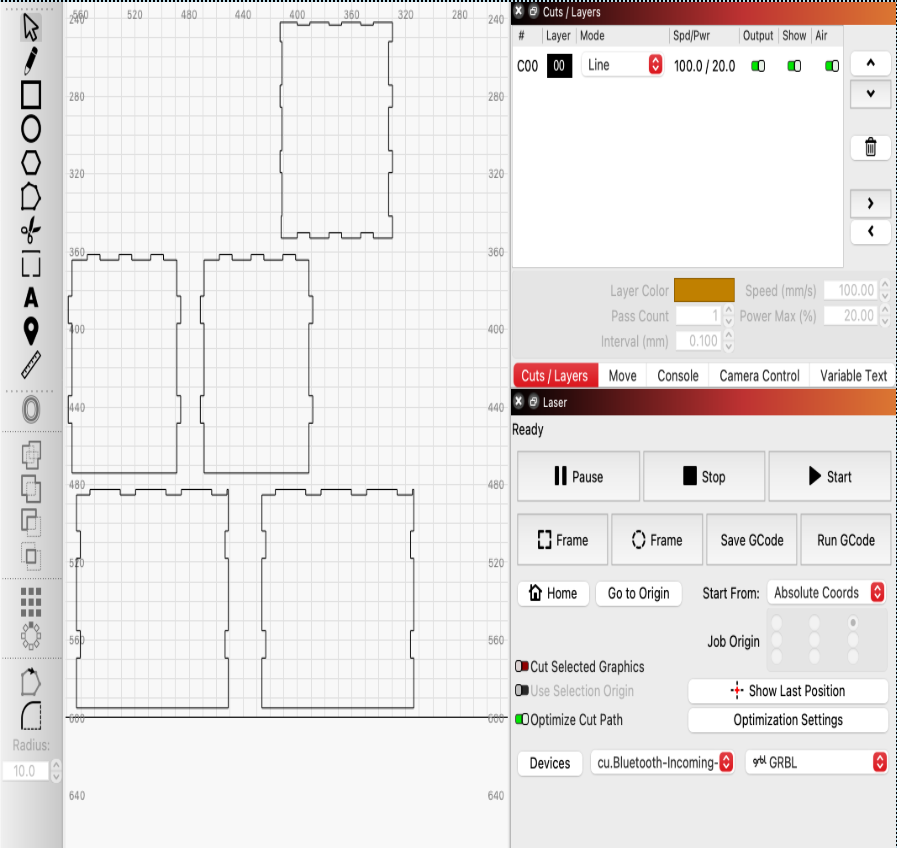 560 520 480 440 400 360 320 280 240
240 240
280 280
320 320
360 360
400 400
440 440
480 480
520 520
560 560
600 600
640 640
A
Radius:
10.0
Cuts / Layers
# Layer Mode Spd/Pwr Output Show Air
C00 00 Line 100.0 / 20.0
Layer Color Speed (mm/s) 100.00
Pass Count 1 Power Max (%) 20.00
Interval (mm) 0.100
Cuts / Layers Move Console Camera Control Variable Text
Laser
Ready
Pause Stop Start
Frame Frame Save GCode Run GCode
Home Go to Origin Start From: Absolute Coords
Job Origin
Cut Selected Graphics
Use Selection Origin Show Last Position
Optimize Cut Path Optimization Settings
Devices cu.Bluetooth-Incoming- grbl GRBL